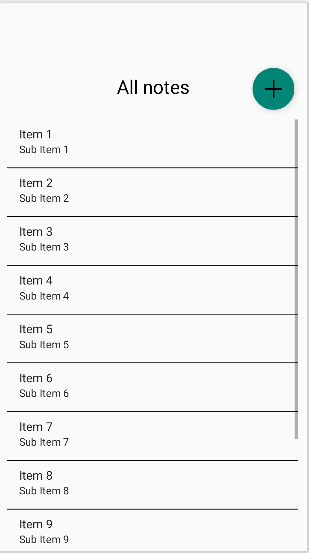 All notes
Item 1
Sub Item 1
Item 2
Sub Item 2
Item 3
Sub Item 3
Item 4
Sub Item 4
Item 5
Sub Item 5
Item 6
Sub Item 6
Item 7
Sub Item 7
Item 8
Sub Item 8
Item 9
Sub Item 9